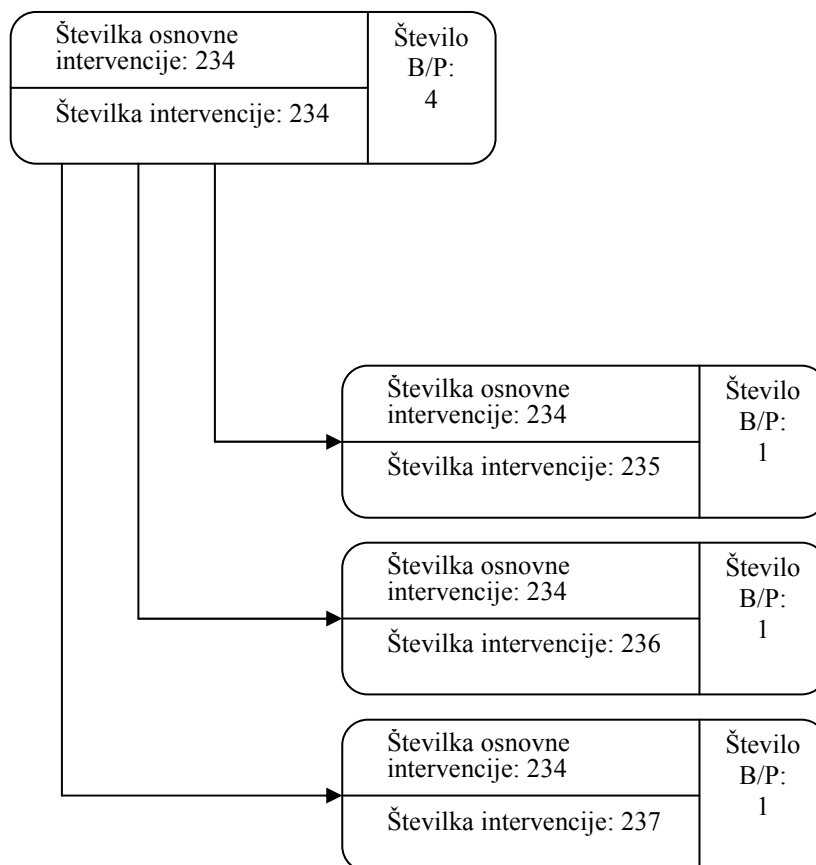 Številka osnovne
intervencije: 234
Številka intervencije: 234
Število
B/P:
4
Številka osnovne
intervencije: 234
Številka intervencije: 235
Število
B/P:
1
Številka osnovne
intervencije: 234
Številka intervencije: 236
Število
B/P:
1
Številka osnovne
intervencije: 234
Številka intervencije: 237
Število
B/P:
1